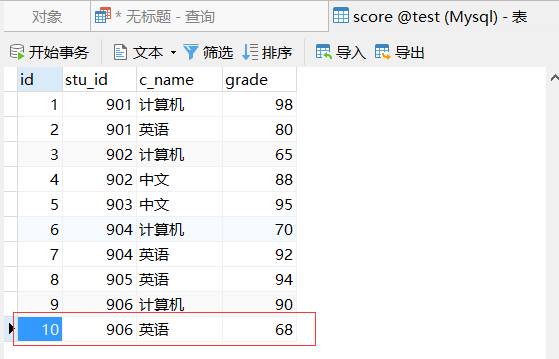 对象 * 无标题 - 查询 score @test (Mysql) - 表
开始事务 文本 筛选 排序 导入 导出
id stu_id c_name grade
1 901 计算机 98
2 901 英语 80
3 902 计算机 65
4 902 中文 88
5 903 中文 95
6 904 计算机 70
7 904 英语 92
8 905 英语 94
9 906 计算机 90
10 906 英语 68